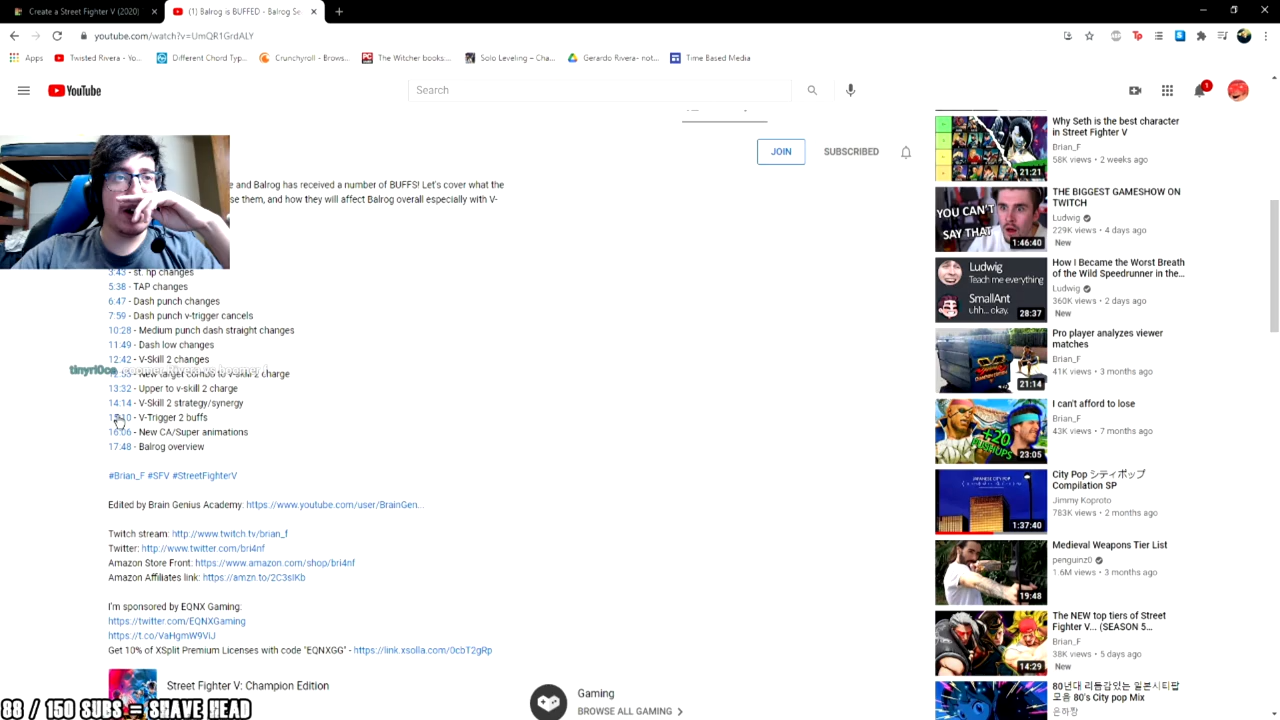 Create a Street Fighter V (2020)
(1) Balrog is BUFFED - Balrog Se
youtube.com/watch?v=UmQR1GrdALY
Apps
Twisted Rivera - Yo...
Different Chord Typ...
Crunchyroll - Brows...
The Witcher books:...
Solo Leveling – Cha...
Gerardo Rivera- not...
Time Based Media
YouTube
Search
1
JOIN
SUBSCRIBED
e and Balrog has received a number of BUFFS! Let's cover what the
se them, and how they will affect Balrog overall especially with V-
3:43 - st. hp changes
5:38 - TAP changes
6:47 - Dash punch changes
7:59 - Dash punch v-trigger cancels
10:28 - Medium punch dash straight changes
11:49 - Dash low changes
12:42 - V-Skill 2 changes
tinyri0ce
- New target combo to v-skill 2 charge
13:32 - Upper to v-skill 2 charge
14:14 - V-Skill 2 strategy/synergy
- V-Trigger 2 buffs
16:06 - New CA/Super animations
17:48 - Balrog overview
#Brian_F #SFV #StreetFighterV
Edited by Brain Genius Academy: https://www.youtube.com/user/BrainGen...
Twitch stream: http://www.twitch.tv/brian_f
Twitter: http://www.twitter.com/bri4nf
Amazon Store Front: https://www.amazon.com/shop/bri4nf
Amazon Affiliates link: https://amzn.to/2C3sIKb
I'm sponsored by EQNX Gaming:
https://twitter.com/EQNXGaming
https://t.co/VaHgmW9ViJ
Get 10% of XSplit Premium Licenses with code "EQNXGG" - https://link.xsolla.com/0cbT2gRp
Street Fighter V: Champion Edition
Gaming
BROWSE ALL GAMING
88 / 150 SUBS = SHAVE HEAD
21:21
Why Seth is the best character
in Street Fighter V
Brian_F
58K views • 2 weeks ago
YOU CAN'T
SAY THAT
1:46:40
THE BIGGEST GAMESHOW ON
TWITCH
Ludwig
229K views • 4 days ago
New
Ludwig
Teach me everything
SmallAnt
uhh... okay.
28:37
How I Became the Worst Breath
of the Wild Speedrunner in the...
Ludwig
360K views • 2 days ago
New
21:14
Pro player analyzes viewer
matches
Brian_F
41K views • 3 months ago
+20
PUSHUPS
23:05
I can't afford to lose
Brian_F
43K views • 7 months ago
1:37:40
City Pop シティポップ
Compilation SP
Jimmy Koproto
783K views • 2 months ago
19:48
Medieval Weapons Tier List
penguinz0
1.6M views • 3 months ago
14:29
The NEW top tiers of Street
Fighter V... (SEASON 5...
Brian_F
38K views • 5 days ago
New
80년대 리듬감있는 일본시티팝
모음 80's City pop Mix
은하짱